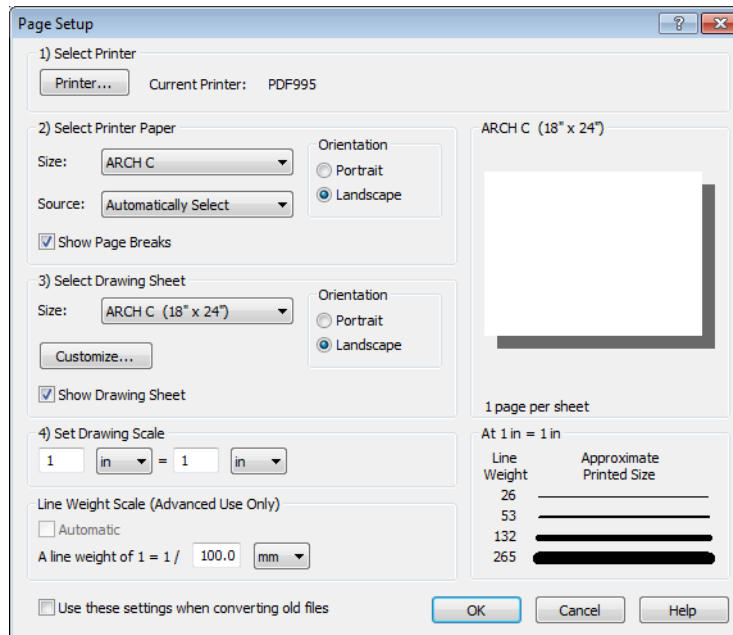 Page Setup
1) Select Printer
Printer... Current Printer: PDF995
2) Select Printer Paper
Size: ARCH C
Source: Automatically Select
Show Page Breaks
Orientation
Portrait
Landscape
3) Select Drawing Sheet
Size: ARCH C (18" x 24")
Customize...
Show Drawing Sheet
Orientation
Portrait
Landscape
ARCH C (18" x 24")
1 page per sheet
4) Set Drawing Scale
1 in = 1 in
Line Weight Scale (Advanced Use Only)
Automatic
A line weight of 1 = 1 / 100.0 mm
At 1 in = 1 in
Line Weight
Approximate Printed Size
26
53
132
265
Use these settings when converting old files
OK Cancel Help